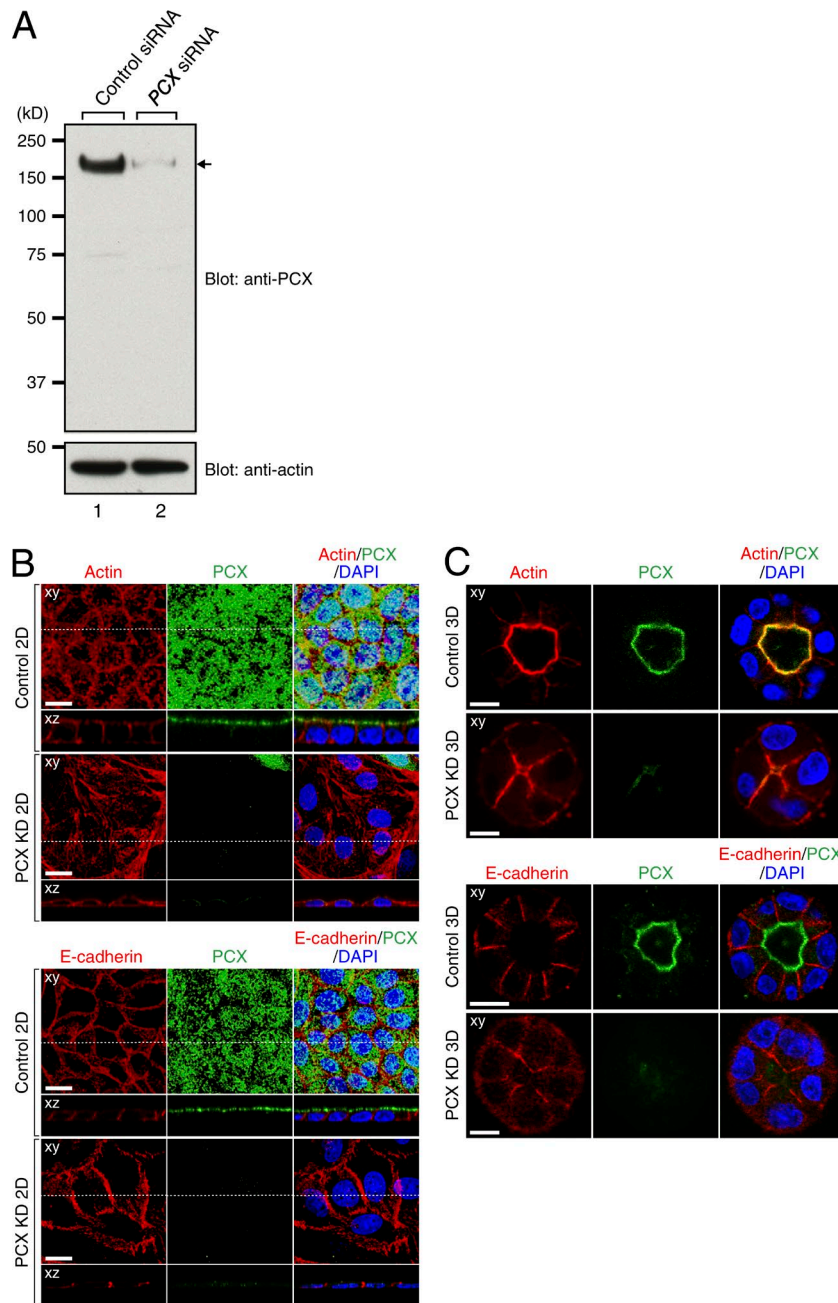 A
Control siRNA
PCX siRNA
(kD)
250
150
100
75
Blot: anti-PCX
50
37
50
Blot: anti-actin
1 2
B
Actin PCX Actin/PCX
/DAPI
Control 2D
xy
xz
PCX KD 2D
xy
xz
E-cadherin PCX E-cadherin/PCX
/DAPI
Control 2D
xy
xz
PCX KD 2D
xy
xz
C
Actin PCX Actin/PCX
/DAPI
Control 3D
xy
PCX KD 3D
xy
E-cadherin PCX E-cadherin/PCX
/DAPI
Control 3D
xy
PCX KD 3D
xy